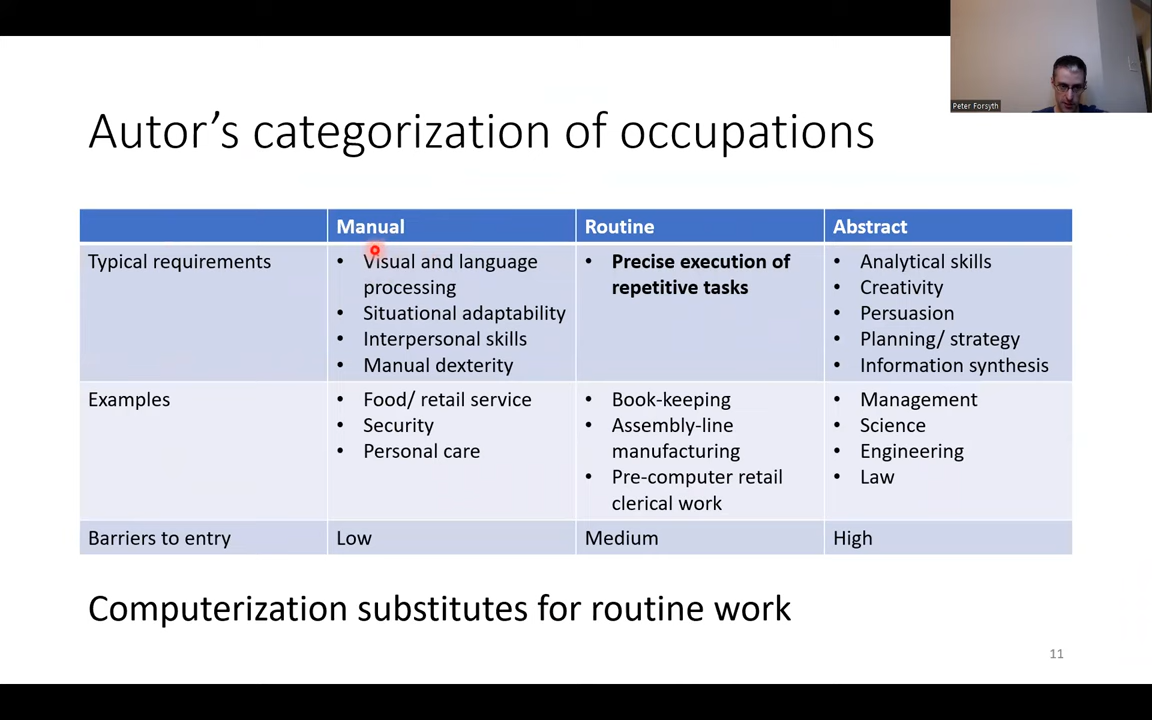 Peter Forsyth
Autor's categorization of occupations
Manual
Routine
Abstract
Typical requirements
• Visual and language
processing
• Situational adaptability
• Interpersonal skills
• Manual dexterity
• Precise execution of
repetitive tasks
• Analytical skills
• Creativity
• Persuasion
• Planning/ strategy
• Information synthesis
Examples
• Food/ retail service
• Security
• Personal care
• Book-keeping
• Assembly-line
manufacturing
• Pre-computer retail
clerical work
• Management
• Science
• Engineering
• Law
Barriers to entry
Low
Medium
High
Computerization substitutes for routine work
11